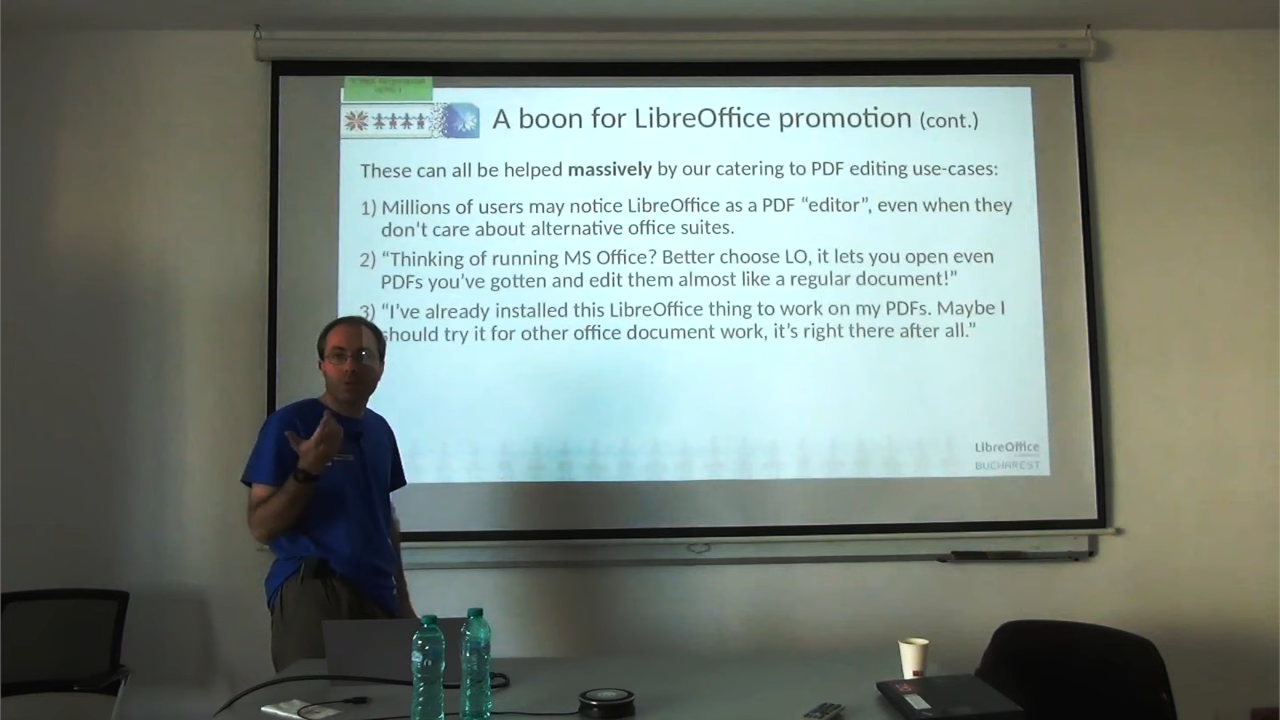 A boon for LibreOffice promotion (cont.)
These can all be helped massively by our catering to PDF editing use-cases:
1) Millions of users may notice LibreOffice as a PDF “editor”, even when they
don’t care about alternative office suites.
2) “Thinking of running MS Office? Better choose LO, it lets you open even
PDFs you’ve gotten and edit them almost like a regular document!”
3) “I’ve already installed this LibreOffice thing to work on my PDFs. Maybe I
should try it for other office document work, it’s right there after all.”
LibreOffice
BUCHAREST